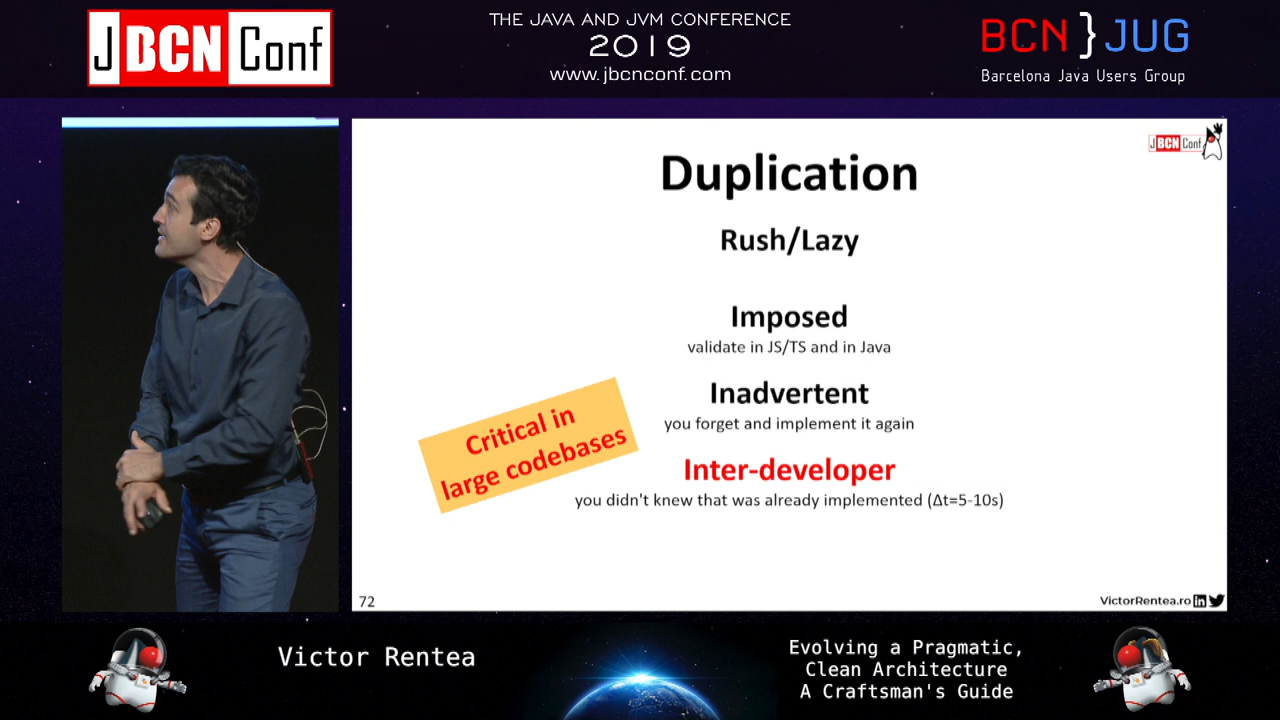 JBCNConf
THE JAVA AND JVM CONFERENCE
2019
www.jbcnconf.com
BCN}JUG
Barcelona Java Users Group
JBCNConf
Duplication
Rush/Lazy
Imposed
validate in JS/TS and in Java
Inadvertent
you forget and implement it again
Critical in
large codebases
Inter-developer
you didn't knew that was already implemented (Δt=5-10s)
72
VictorRentea.ro
Victor Rentea
Evolving a Pragmatic,
Clean Architecture
A Craftsman's Guide